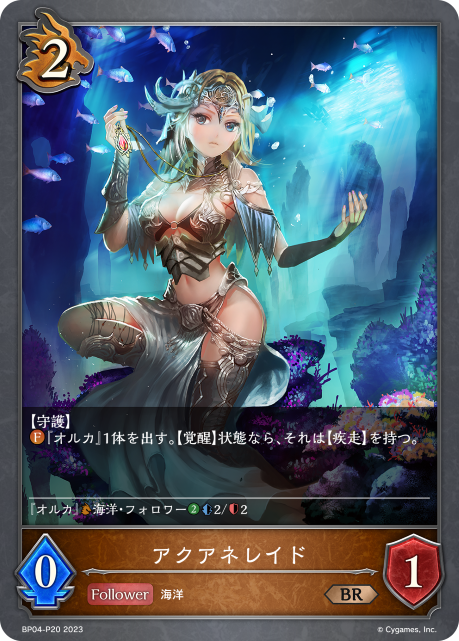 2
【守護】
F『オルカ』1体を出す。【覚醒】状態なら、それは【疾走】を持つ。
『オルカ』海洋・フォロワー 2 2/2
アクアネレイド
0
1
Follower 海洋
BR
BP04-P20 2023
© Cygames, Inc.